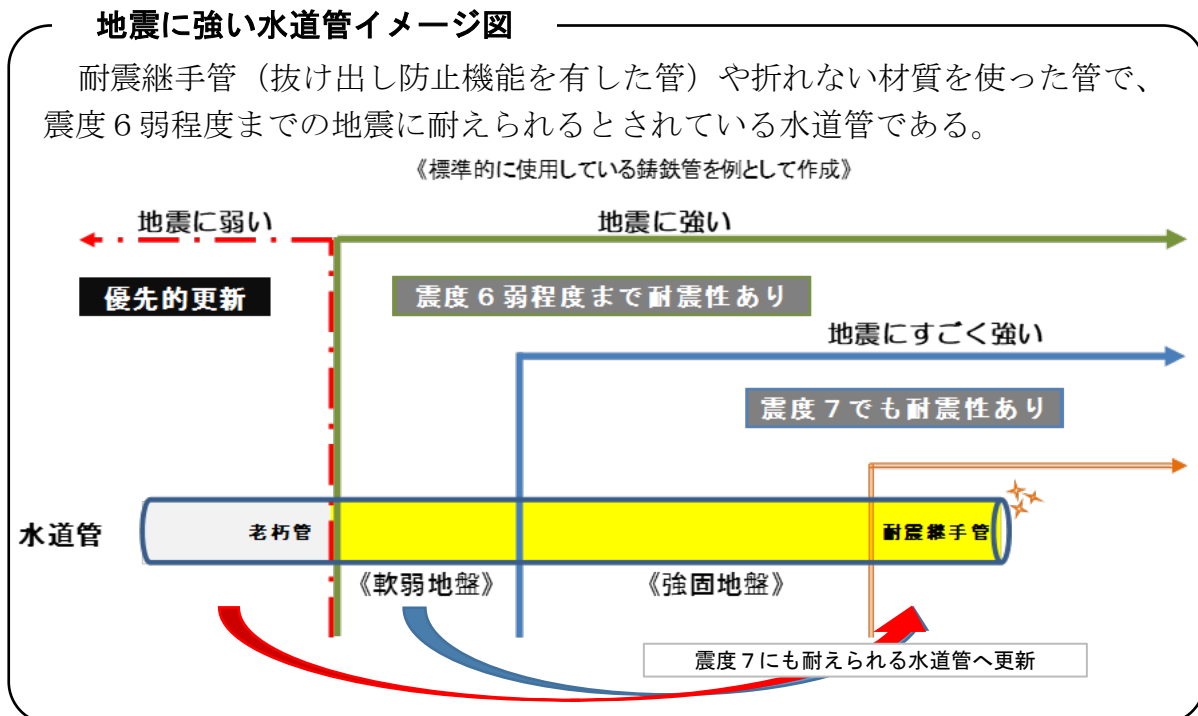 地震に強い水道管イメージ図
耐震継手管（抜け出し防止機能を有した管）や折れない材質を使った管で、
震度６弱程度までの地震に耐えられるとされている水道管である。
《標準的に使用している鋳鉄管を例として作成》
地震に弱い
地震に強い
優先的更新
震度６弱程度まで耐震性あり
地震にすごく強い
震度７でも耐震性あり
水道管
老朽管
耐震継手管
《軟弱地盤》
《強固地盤》
震度７にも耐えられる水道管へ更新